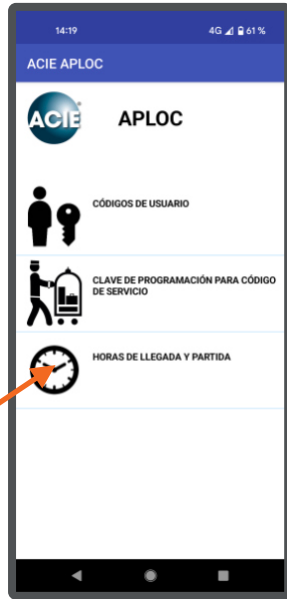 14:19 4G 61 %
ACIE APLOC
ACIE APLOC
CÓDIGOS DE USUARIO
CLAVE DE PROGRAMACIÓN PARA CÓDIGO
DE SERVICIO
HORAS DE LLEGADA Y PARTIDA